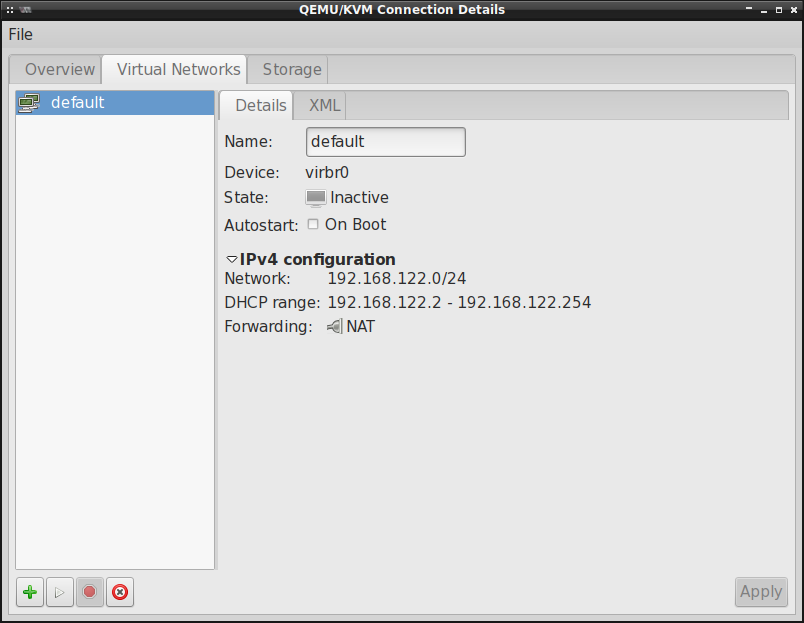 QEMU/KVM Connection Details
File
Overview Virtual Networks Storage
default
Details XML
Name: default
Device: virbr0
State: Inactive
Autostart: On Boot
IPv4 configuration
Network: 192.168.122.0/24
DHCP range: 192.168.122.2 - 192.168.122.254
Forwarding: NAT
Apply